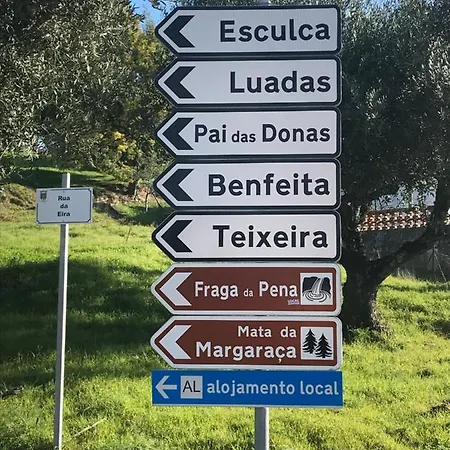 Esculca
Luadas
Pai das Donas
Benfeita
Teixeira
Fraga da Pena
Mata da
Margaraça
AL alojamento local
Rua
da
Eira